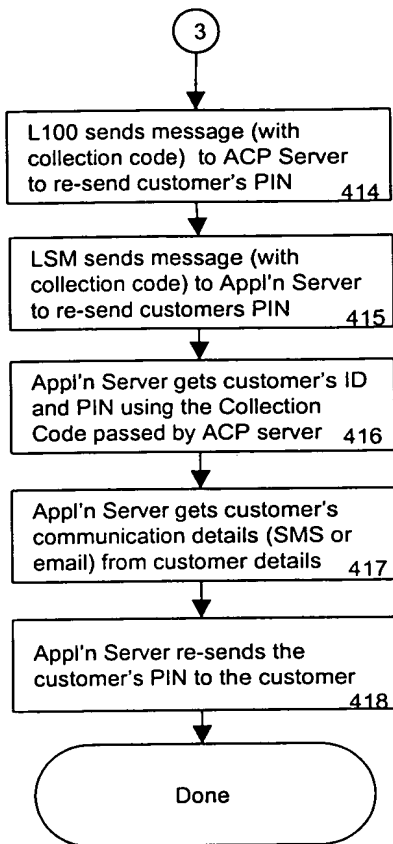 3
L100 sends message (with
collection code) to ACP Server
to re-send customer's PIN
414
LSM sends message (with
collection code) to Appl'n Server
to re-send customers PIN
415
Appl'n Server gets customer's ID
and PIN using the Collection
Code passed by ACP server
416
Appl'n Server gets customer's
communication details (SMS or
email) from customer details
417
Appl'n Server re-sends the
customer's PIN to the customer
418
Done